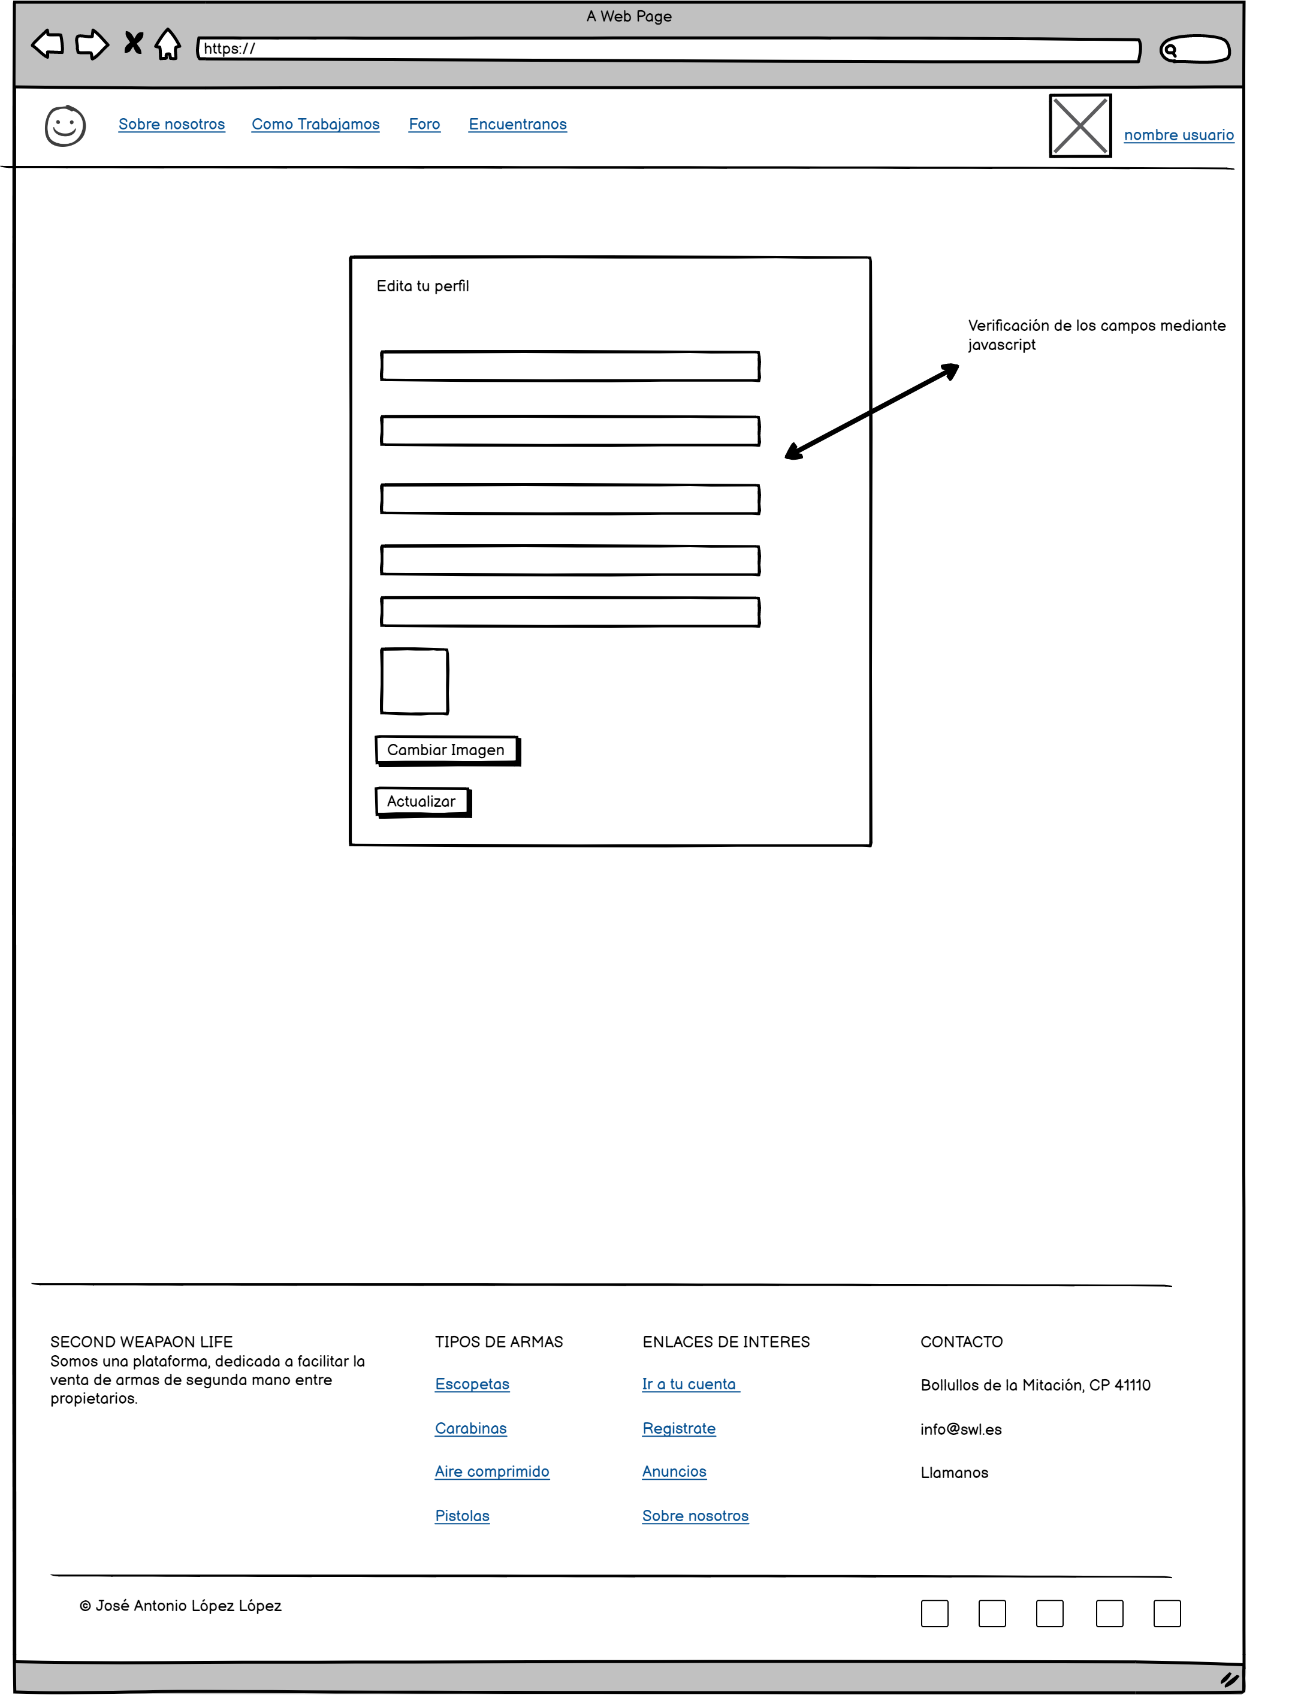 A Web Page
https://
Sobre nosotros
Como Trabajamos
Foro
Encuentranos
nombre usuario
Edita tu perfil
Verificación de los campos mediante
javascript
Cambiar Imagen
Actualizar
SECOND WEAPAON LIFE
Somos una plataforma, dedicada a facilitar la
venta de armas de segunda mano entre
propietarios.
TIPOS DE ARMAS
Escopetas
Carabinas
Aire comprimido
Pistolas
ENLACES DE INTERES
Ir a tu cuenta
Registrate
Anuncios
Sobre nosotros
CONTACTO
Bollullos de la Mitación, CP 41110
info@swl.es
Llamanos
© José Antonio López López